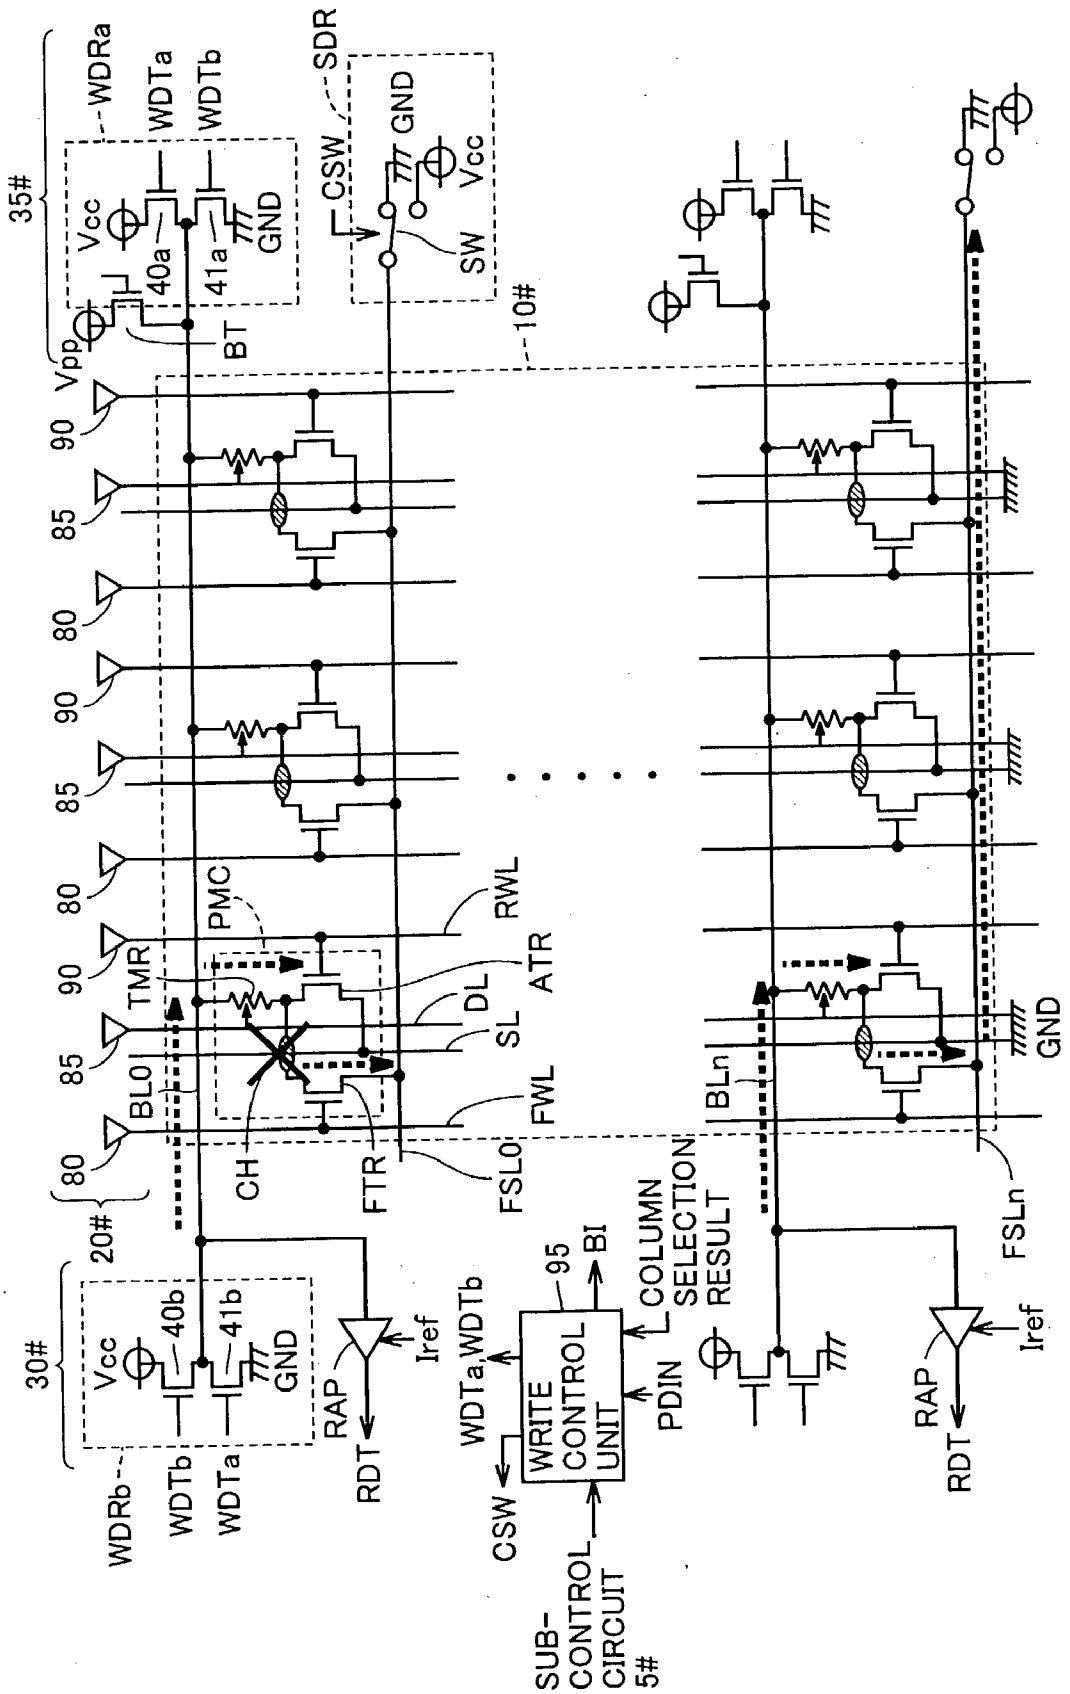 30#
35#
20#
80
85
90
80
85
90
80
85
90
Vpp
Vcc
Vcc
WDRa
WDRb
BL0
TMR
40b
40a
WDTa
WDTb
41b
41a
WDTb
WDTa
PMC
BT
GND
GND
CH
SDR
RAP
CSW
Iref
RDT
FTR
GND
DL
RWL
SW
Vcc
SL
ATR
FWL
FSL0
10#
WDTa,WDTb
CSW
95
BI
WRITE
CONTROL
UNIT
SUB-
CONTROL
CIRCUIT
5#
PDIN
COLUMN
SELECTION
RESULT
BLn
RAP
Iref
RDT
FSLn
GND